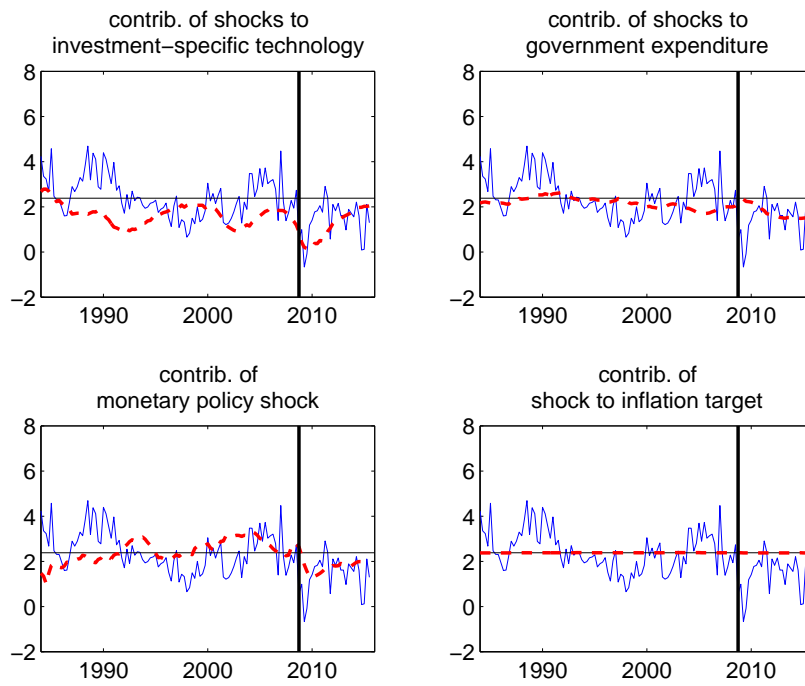 contrib. of shocks to
investment−specific technology
8
6
4
2
0
−2
1990 2000 2010
contrib. of shocks to
government expenditure
8
6
4
2
0
−2
1990 2000 2010
contrib. of
monetary policy shock
8
6
4
2
0
−2
1990 2000 2010
contrib. of
shock to inflation target
8
6
4
2
0
−2
1990 2000 2010